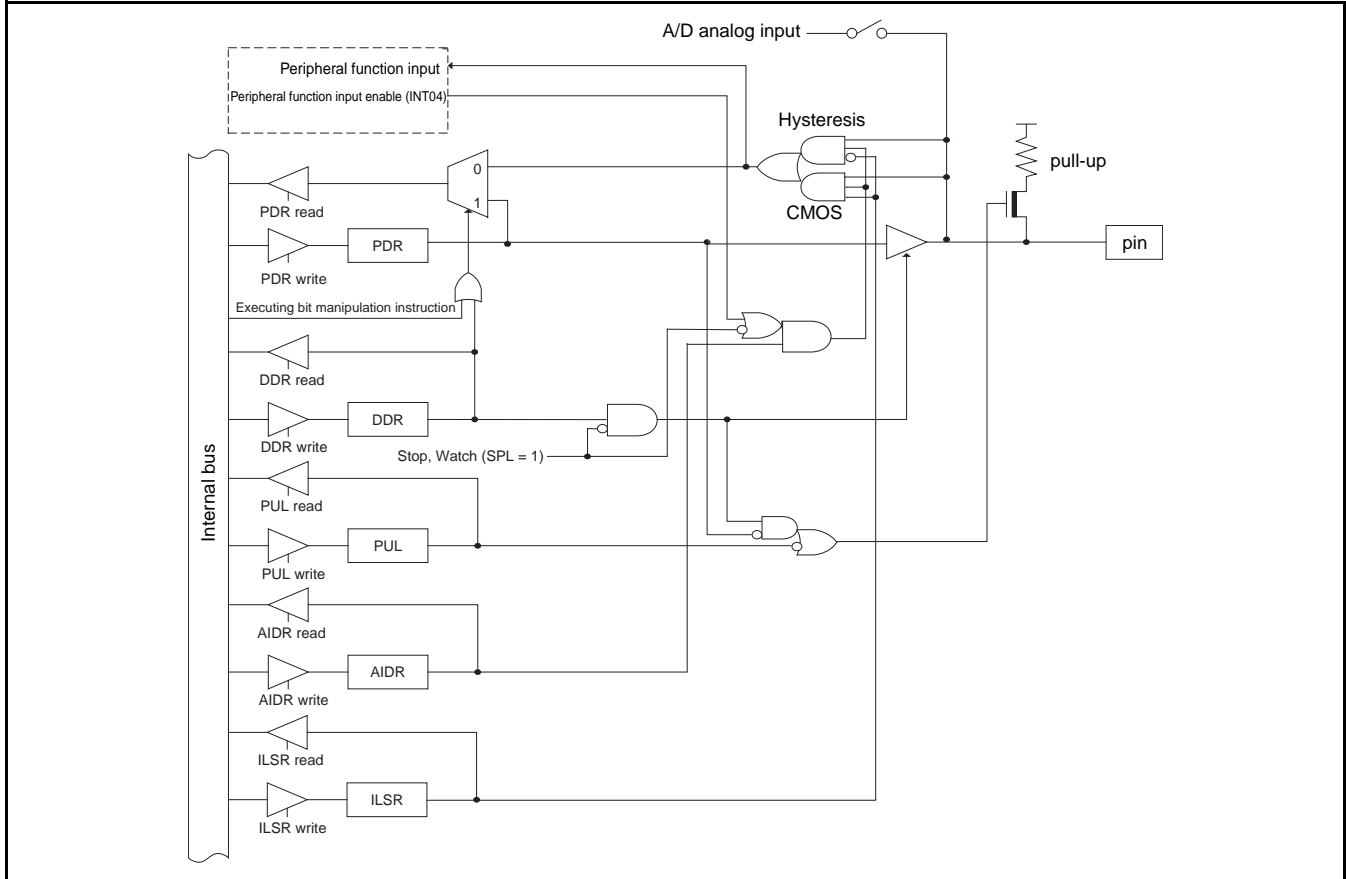 A/D analog input
Peripheral function input
Peripheral function input enable (INT04)
Hysteresis
pull-up
0
1
CMOS
PDR read
PDR
pin
PDR write
Executing bit manipulation instruction
DDR read
DDR
DDR write
Stop, Watch (SPL = 1)
Internal bus
PUL read
PUL
PUL write
AIDR read
AIDR
AIDR write
ILSR read
ILSR
ILSR write